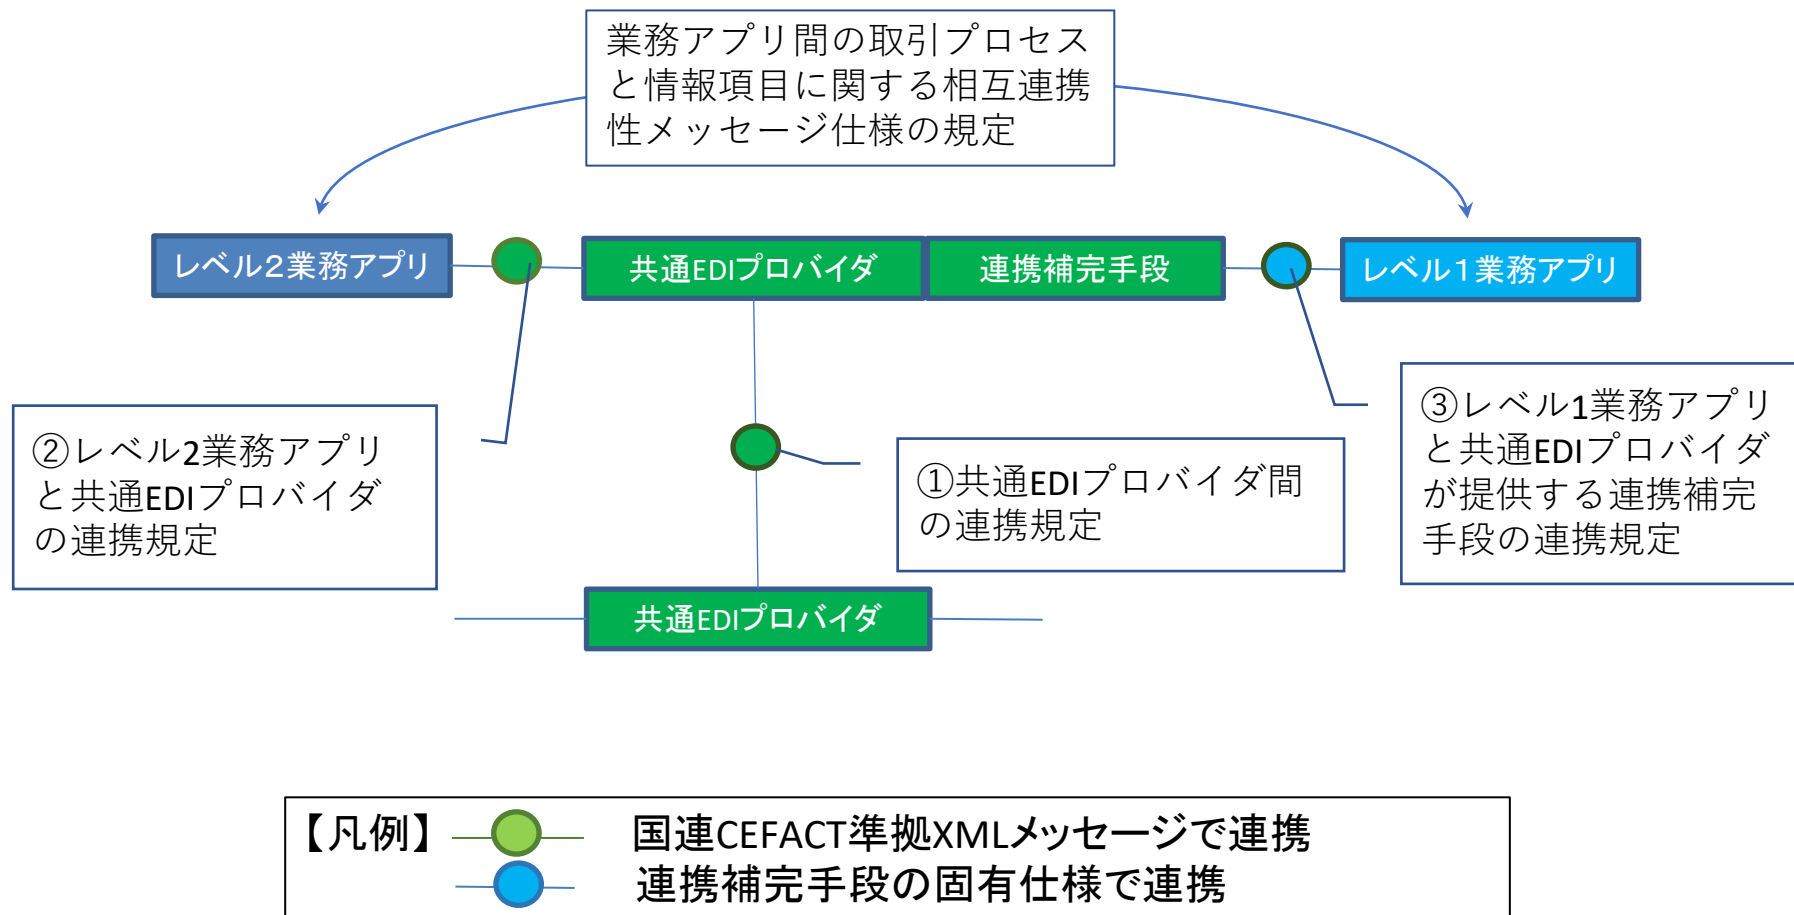 業務アプリ間の取引プロセス
と情報項目に関する相互連携
性メッセージ仕様の規定
レベル２業務アプリ
共通EDIプロバイダ
連携補完手段
レベル１業務アプリ
②レベル2業務アプリ
と共通EDIプロバイダ
の連携規定
①共通EDIプロバイダ間
の連携規定
③レベル1業務アプリ
と共通EDIプロバイダ
が提供する連携補完
手段の連携規定
共通EDIプロバイダ
【凡例】 国連CEFACT準拠XMLメッセージで連携
連携補完手段の固有仕様で連携